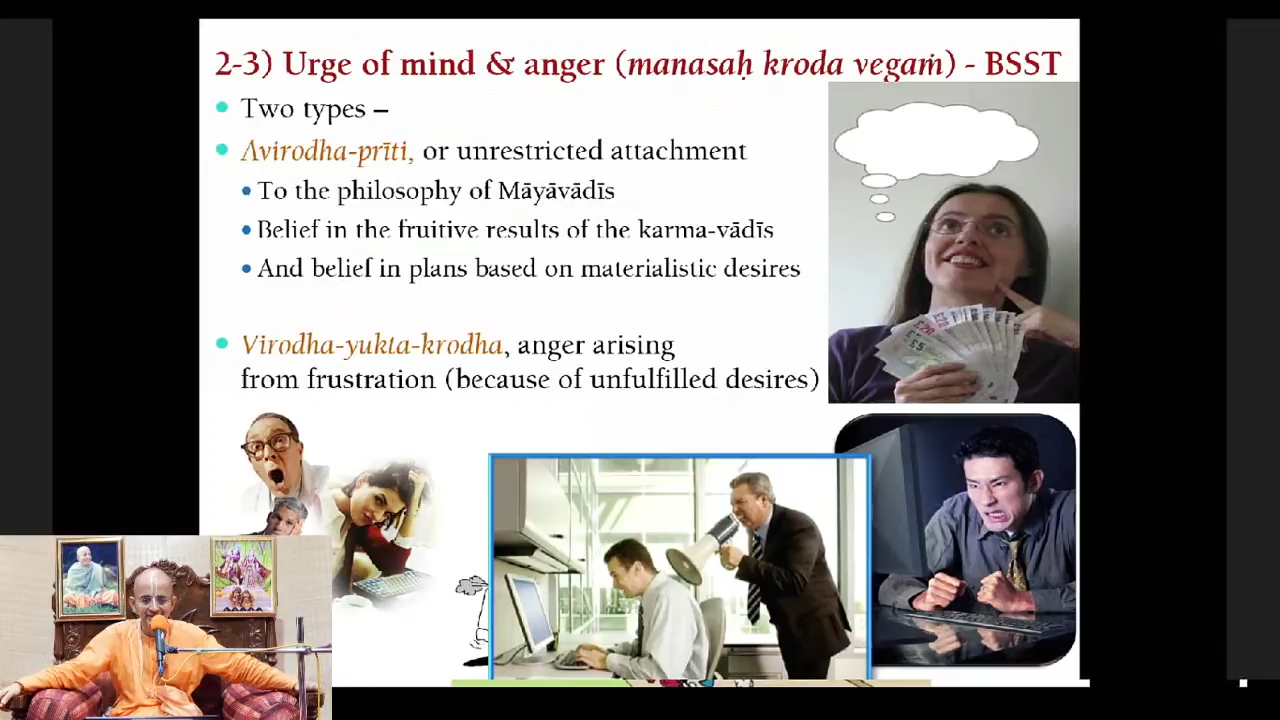 2-3) Urge of mind & anger (manasaḥ kroda vegaṁ) - BSST
Two types –
Avirodha-prīti, or unrestricted attachment
To the philosophy of Māyāvādīs
Belief in the fruitive results of the karma-vādīs
And belief in plans based on materialistic desires
Virodha-yukta-krodha, anger arising
from frustration (because of unfulfilled desires)
£20
£5